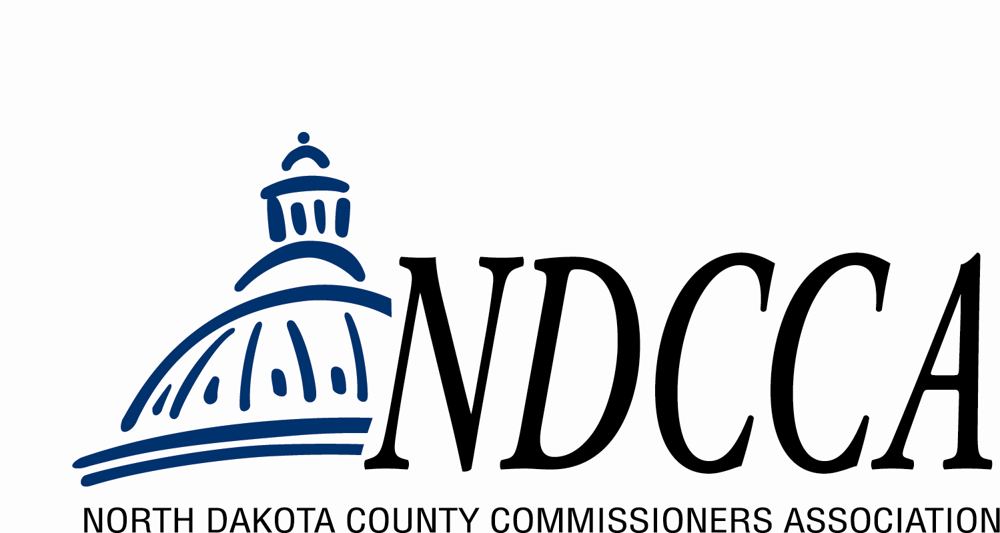 NDCCA
NORTH DAKOTA COUNTY COMMISSIONERS ASSOCIATION